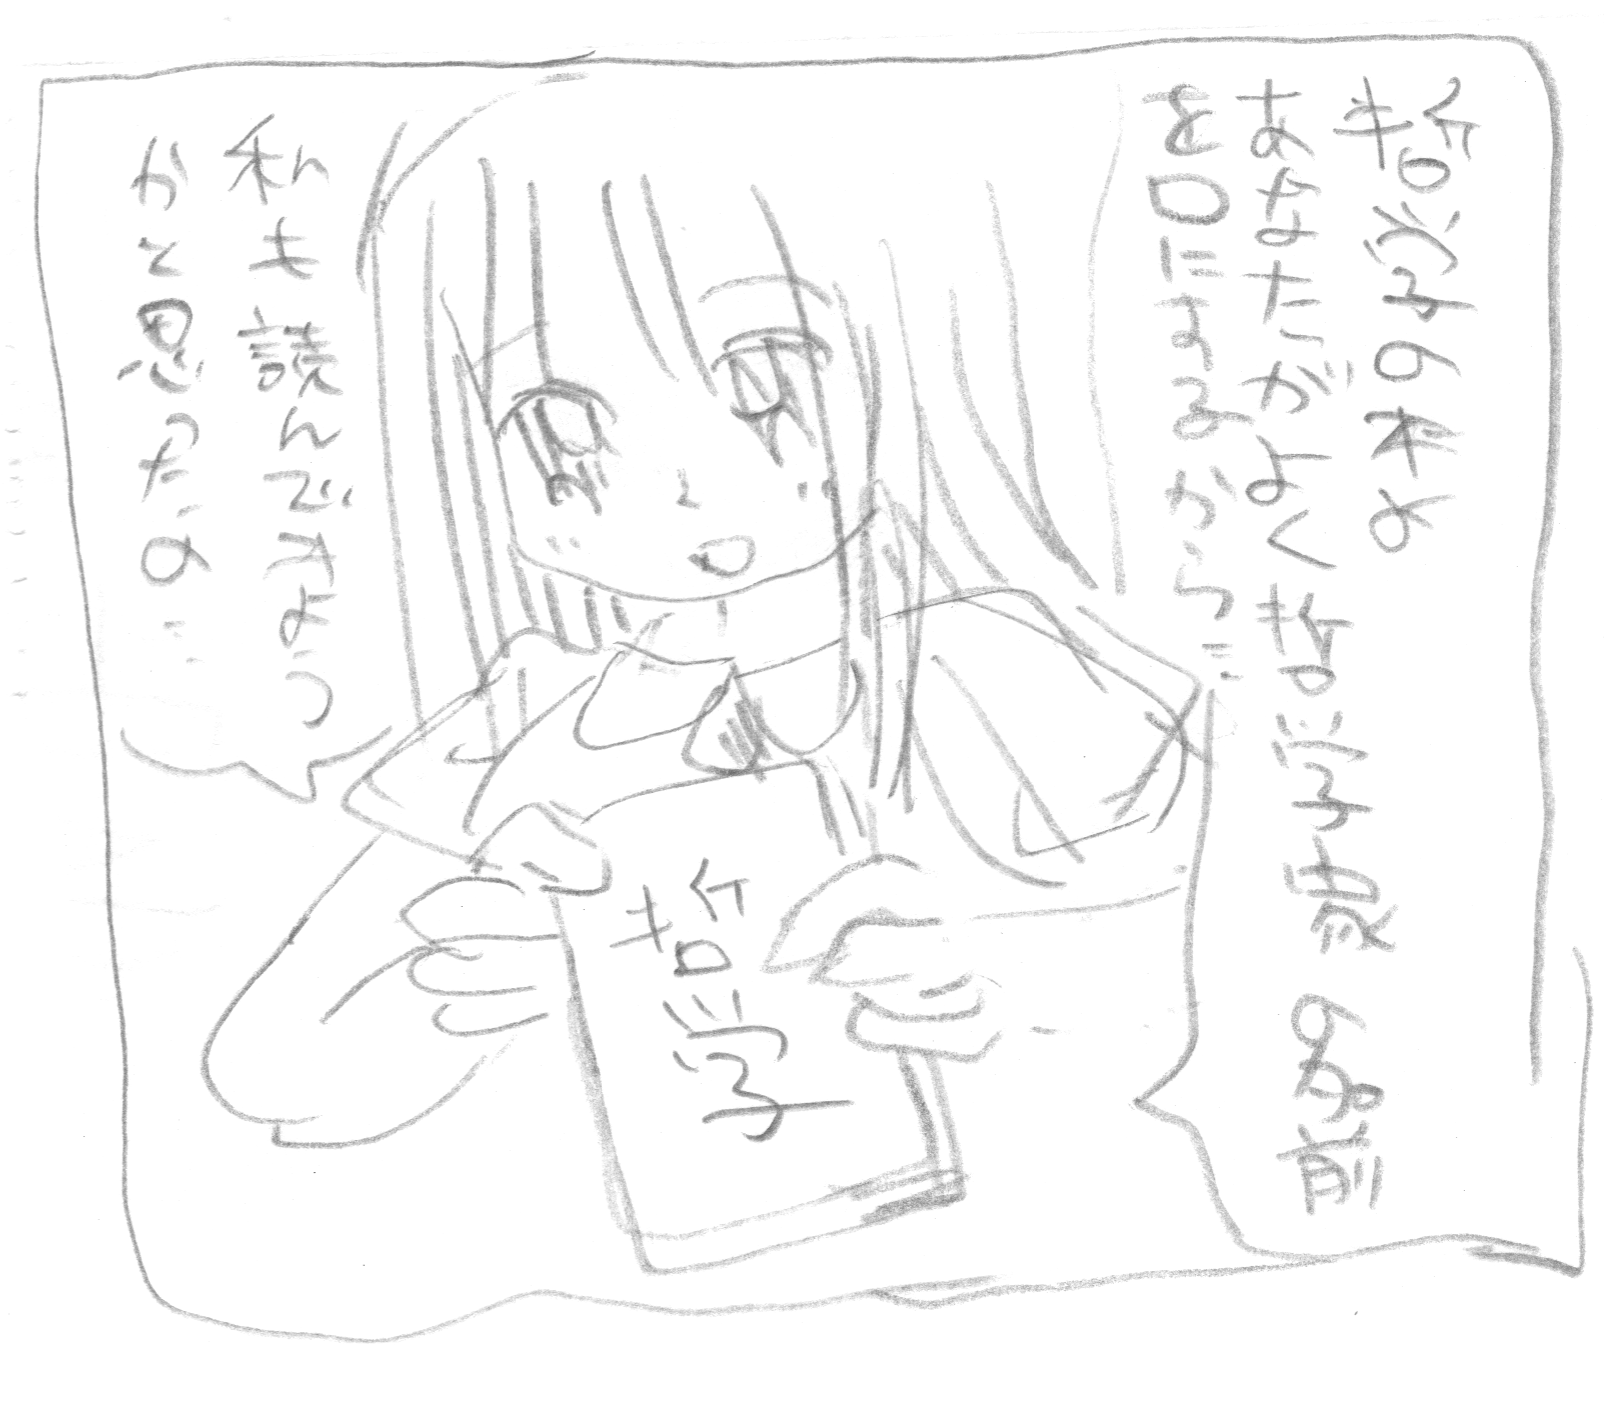 哲学の本よ
あなたがよく哲学家の名前
を口にするから…
私も読んでみよっ
かと思ったの…
哲学